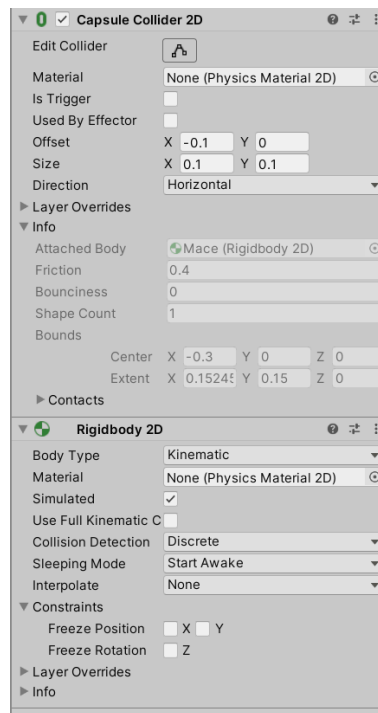 Capsule Collider 2D
Edit Collider
Material None (Physics Material 2D)
Is Trigger
Used By Effector
Offset X -0.1 Y 0
Size X 0.1 Y 0.1
Direction Horizontal
Layer Overrides
Info
Attached Body Mace (Rigidbody 2D)
Friction 0.4
Bounciness 0
Shape Count 1
Bounds
Center X -0.3 Y 0 Z 0
Extent X 0.15245 Y 0.15 Z 0
Contacts
Rigidbody 2D
Body Type Kinematic
Material None (Physics Material 2D)
Simulated
Use Full Kinematic C
Collision Detection Discrete
Sleeping Mode Start Awake
Interpolate None
Constraints
Freeze Position X Y
Freeze Rotation Z
Layer Overrides
Info